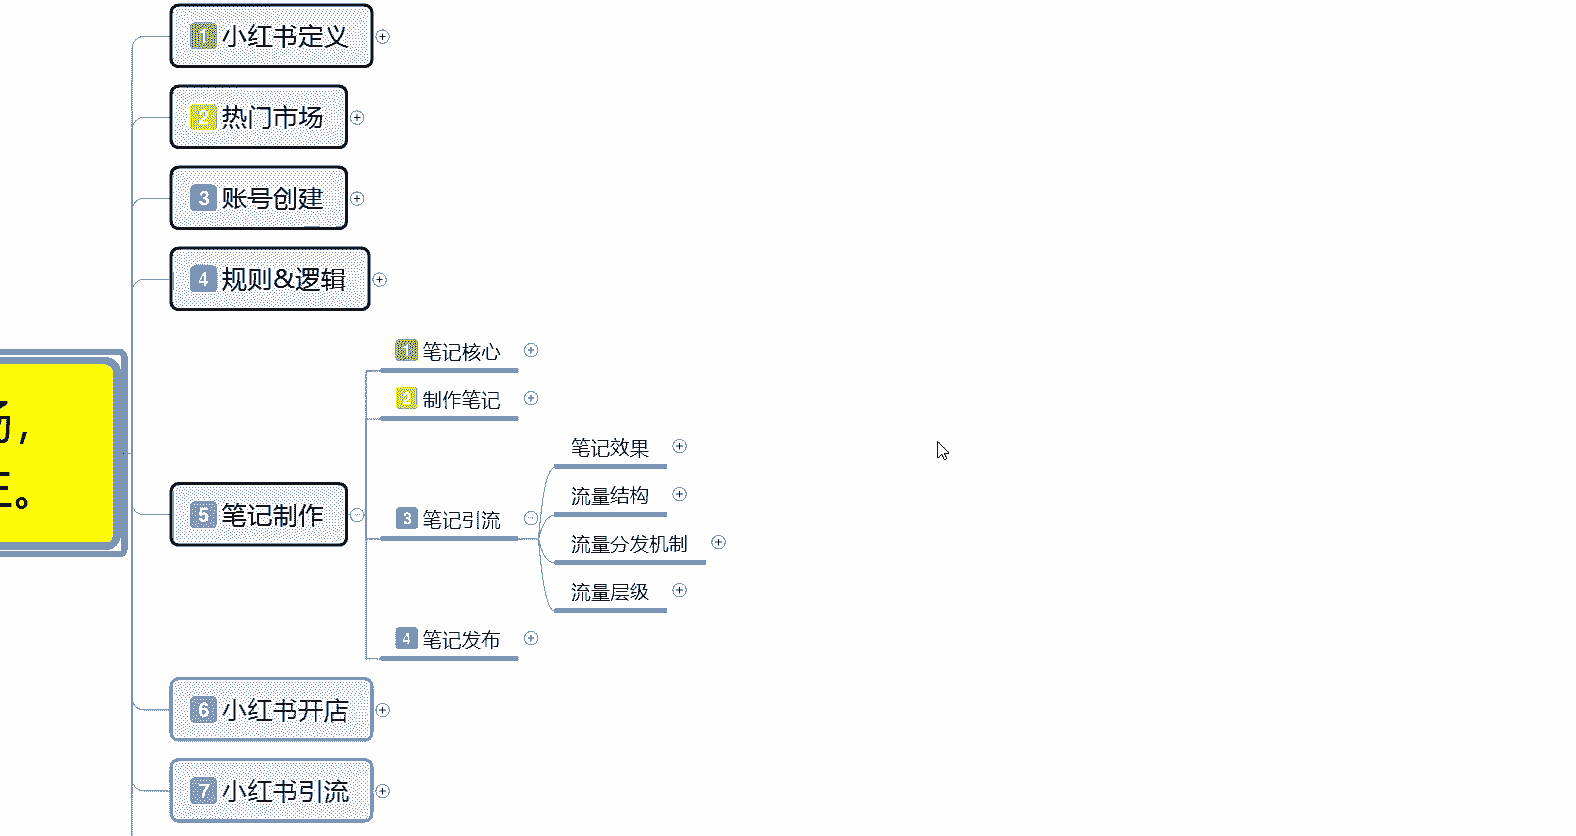 1 小红书定义
2 热门市场
3 账号创建
4 规则&逻辑
场,
。
5 笔记制作
1 笔记核心
2 制作笔记
3 笔记引流
笔记效果
流量结构
流量分发机制
流量层级
4 笔记发布
6 小红书开店
7 小红书引流